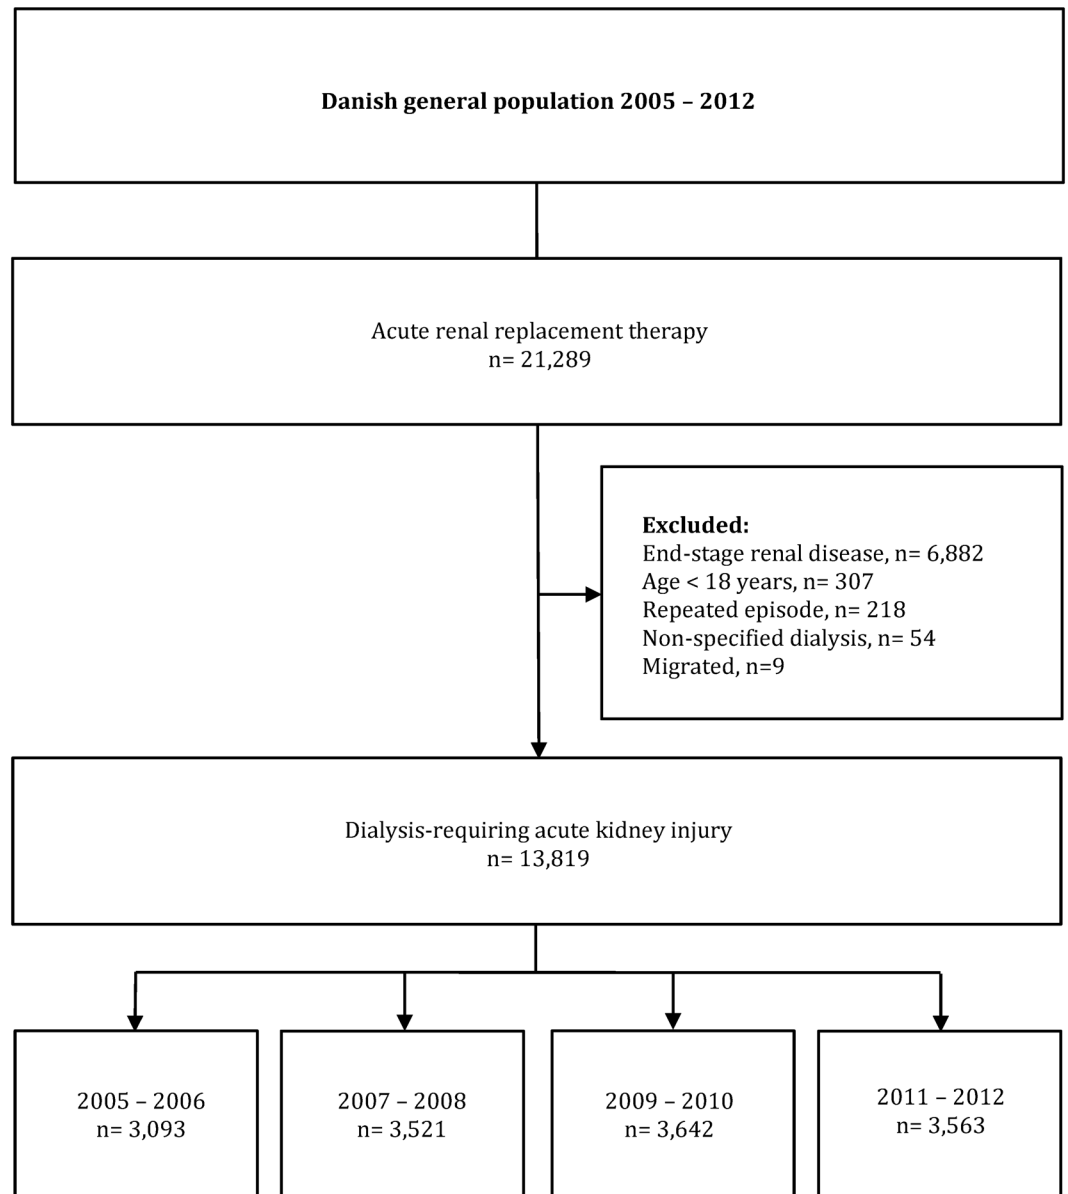 Danish general population 2005 – 2012
Acute renal replacement therapy
n= 21,289
Excluded:
End-stage renal disease, n= 6,882
Age < 18 years, n= 307
Repeated episode, n= 218
Non-specified dialysis, n= 54
Migrated, n=9
Dialysis-requiring acute kidney injury
n= 13,819
2005 – 2006
n= 3,093
2007 – 2008
n= 3,521
2009 – 2010
n= 3,642
2011 – 2012
n= 3,563